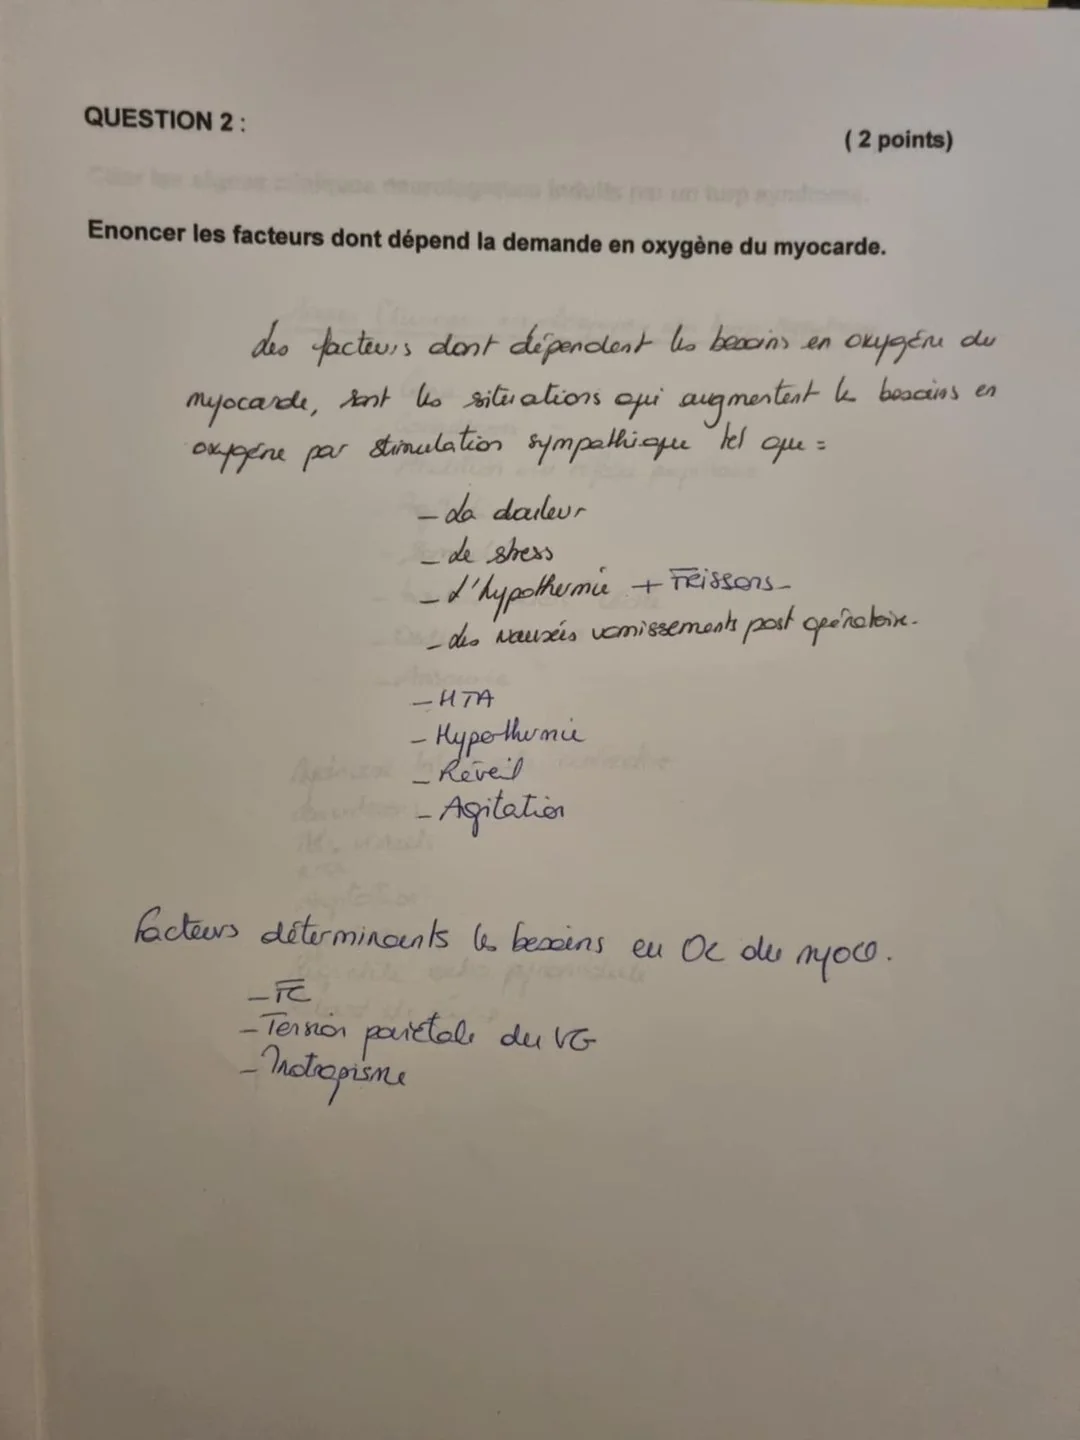 QUESTION 2 :
( 2 points)
Enoncer les facteurs dont dépend la demande en oxygène du myocarde.
des facteurs dont dépendent les besoins en oxygène du
myocarde, sont les situations qui augmentent le besoins en
oxygène par stimulation sympathique tel que :
- La douleur
- Le stress
- L'hypothermie + Frissons -
- des nausées vomissements post opératoire.
- HTA
- Hyperthermie
- Réveil
- Agitation
facteurs déterminants les besoins en O2 du myoc.
- FC
- Tension pariétale du VG
- Inotropisme